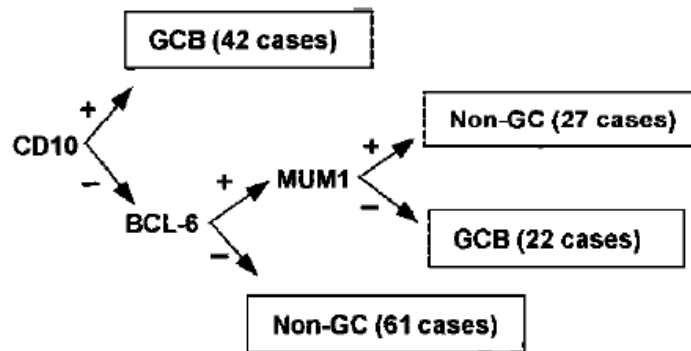 GCB (42 cases)
+
CD10
−
Non-GC (27 cases)
+
+
MUM1
−
BCL-6
GCB (22 cases)
−
Non-GC (61 cases)